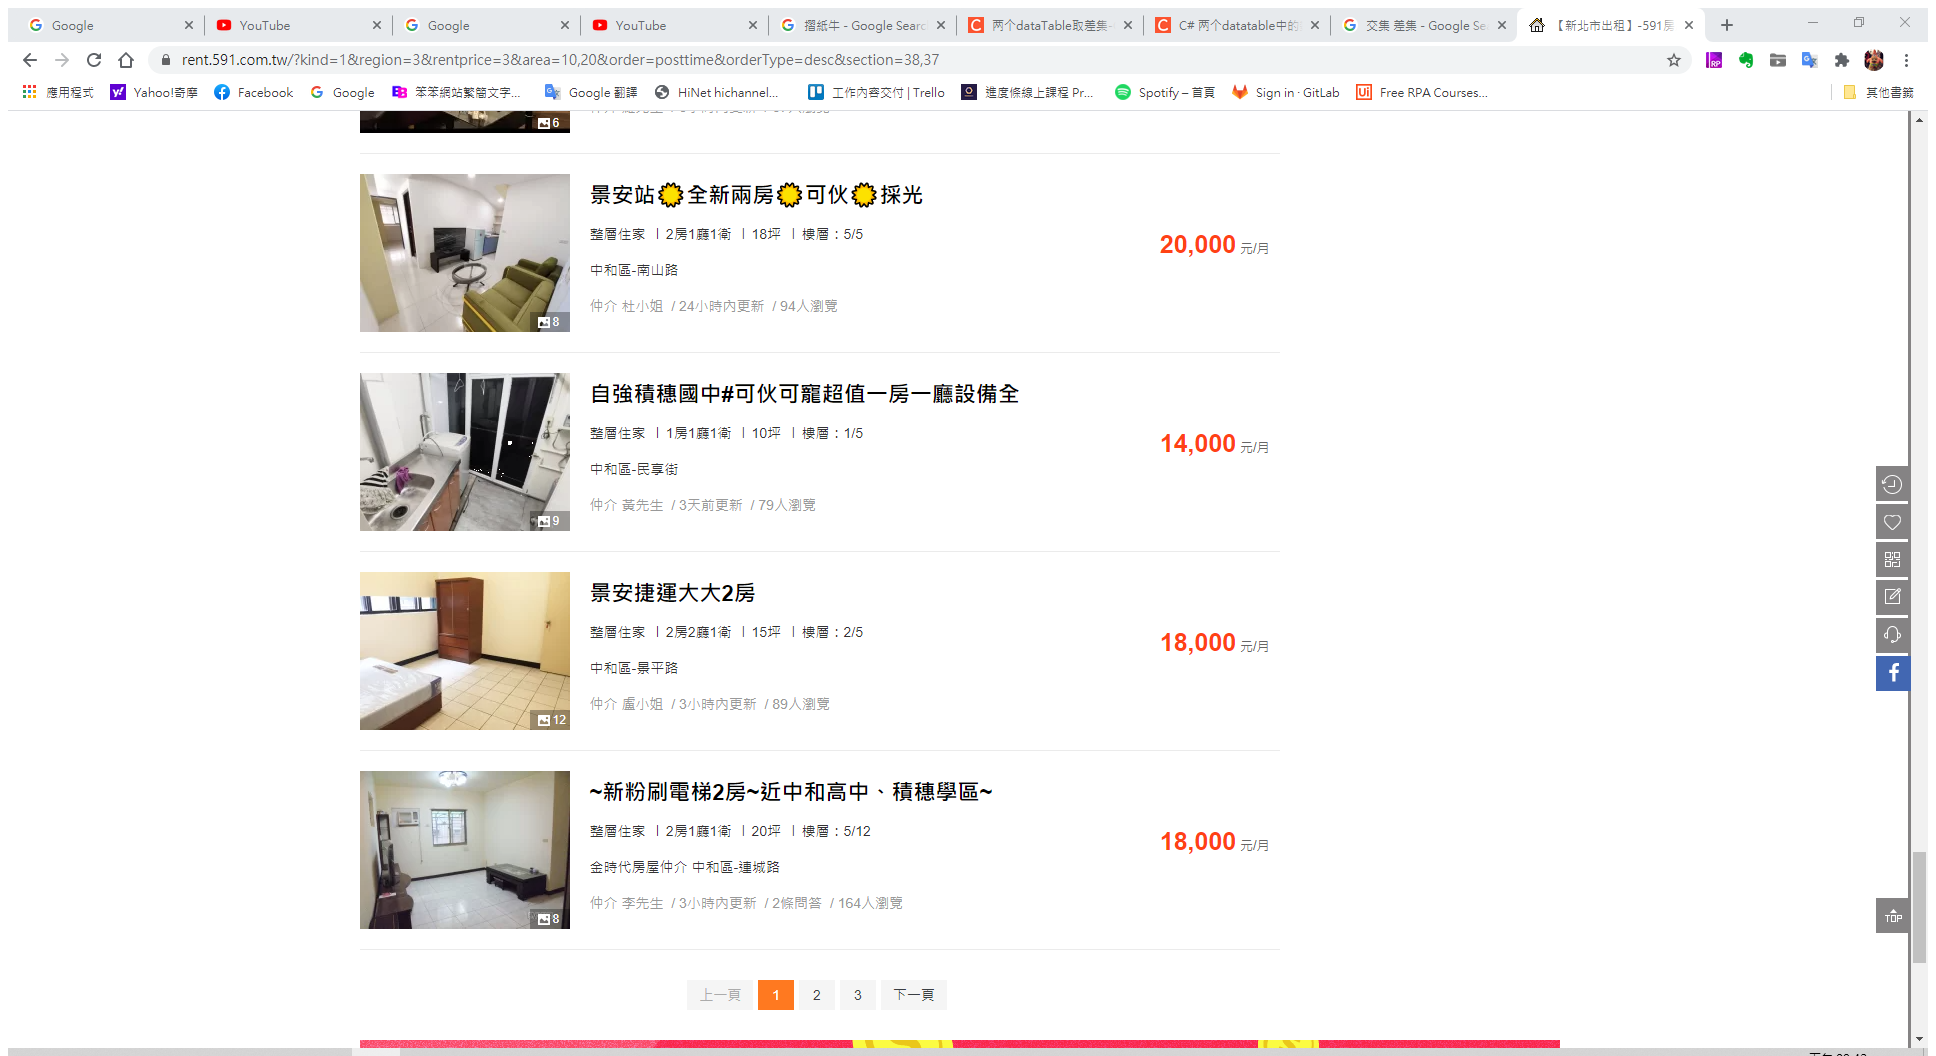 Google
YouTube
Google
YouTube
摺紙牛 - Google Searc
两个dataTable取差集-
C# 两个datatable中的
交集 差集 - Google Se
【新北市出租】-591房
rent.591.com.tw/?kind=1&region=3&rentprice=3&area=10,20&order=posttime&orderType=desc&section=38,37
應用程式
Yahoo!奇摩
Facebook
Google
笨笨網站繁簡文字...
Google 翻譯
HiNet hichannel...
工作內容交付 | Trello
進度條線上課程 Pr...
Spotify – 首頁
Sign in · GitLab
Free RPA Courses...
其他書籤
6
景安站全新兩房可伙採光
整層住家 | 2房1廳1衛 | 18坪 | 樓層：5/5
20,000 元/月
中和區-南山路
仲介 杜小姐 / 24小時內更新 / 94人瀏覽
8
自強積穗國中#可伙可寵超值一房一廳設備全
整層住家 | 1房1廳1衛 | 10坪 | 樓層：1/5
14,000 元/月
中和區-民享街
仲介 黃先生 / 3天前更新 / 79人瀏覽
9
景安捷運大大2房
整層住家 | 2房2廳1衛 | 15坪 | 樓層：2/5
18,000 元/月
中和區-景平路
仲介 盧小姐 / 3小時內更新 / 89人瀏覽
12
~新粉刷電梯2房~近中和高中、積穗學區~
整層住家 | 2房1廳1衛 | 20坪 | 樓層：5/12
18,000 元/月
金時代房屋仲介 中和區-連城路
仲介 李先生 / 3小時內更新 / 2條問答 / 164人瀏覽
8
TOP
上一頁 1 2 3 下一頁